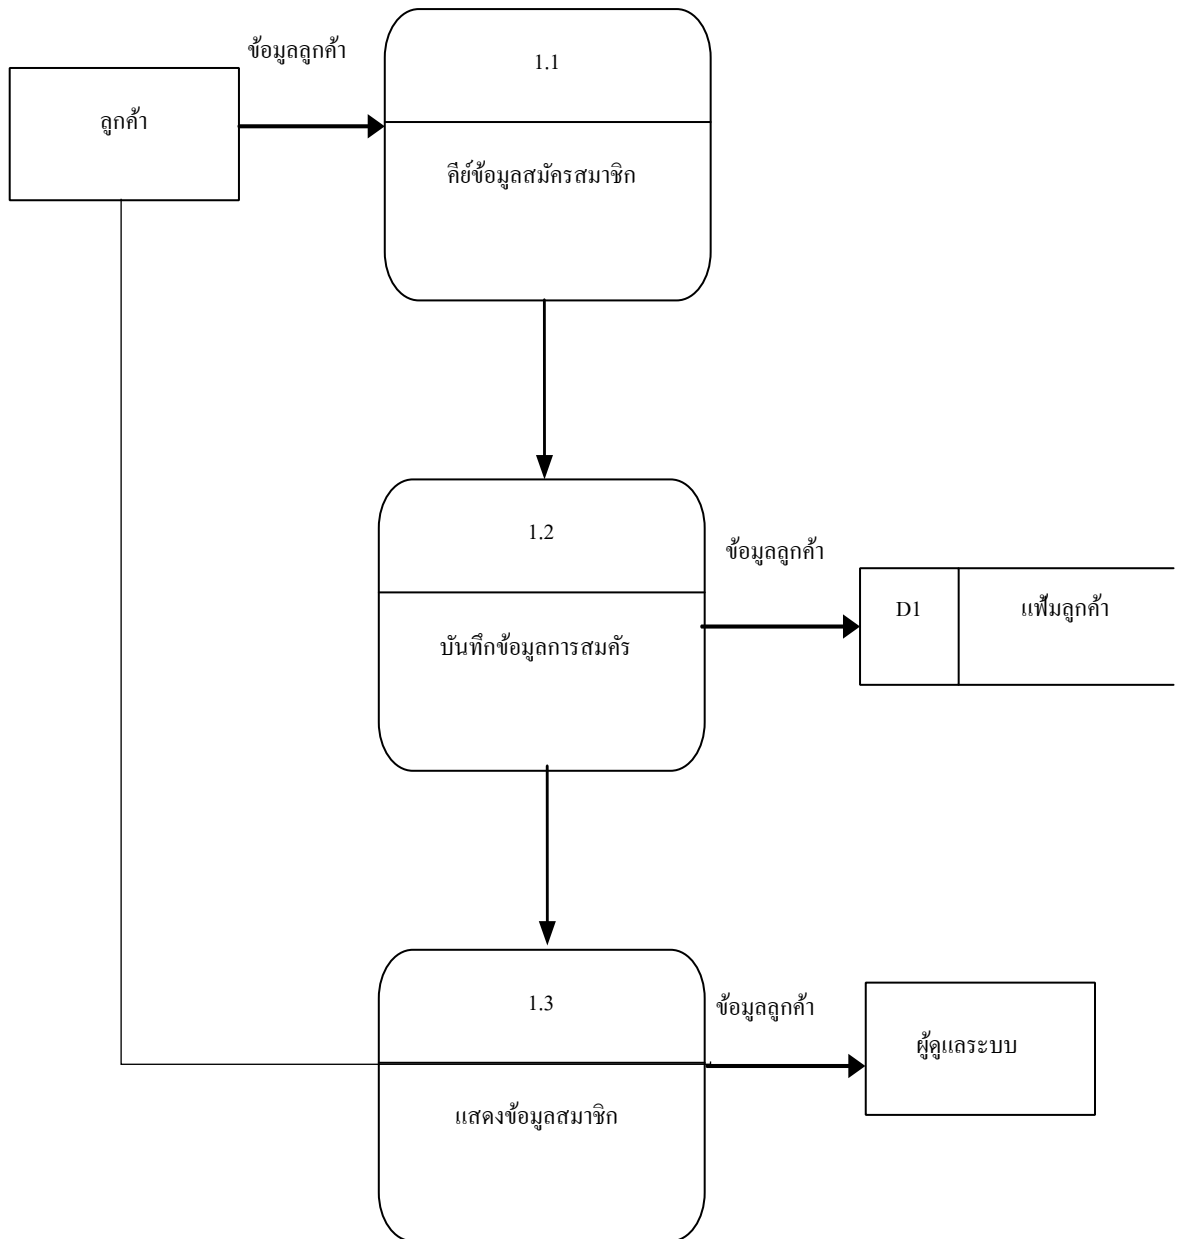 ข้อมูลลูกค้า
1.1
ลูกค้า
คีย์ข้อมูลสมัครสมาชิก
1.2
ข้อมูลลูกค้า
D1
แฟ้มลูกค้า
บันทึกข้อมูลการสมคัร
1.3
ข้อมูลลูกค้า
ผู้ดูแลระบบ
แสดงข้อมูลสมาชิก